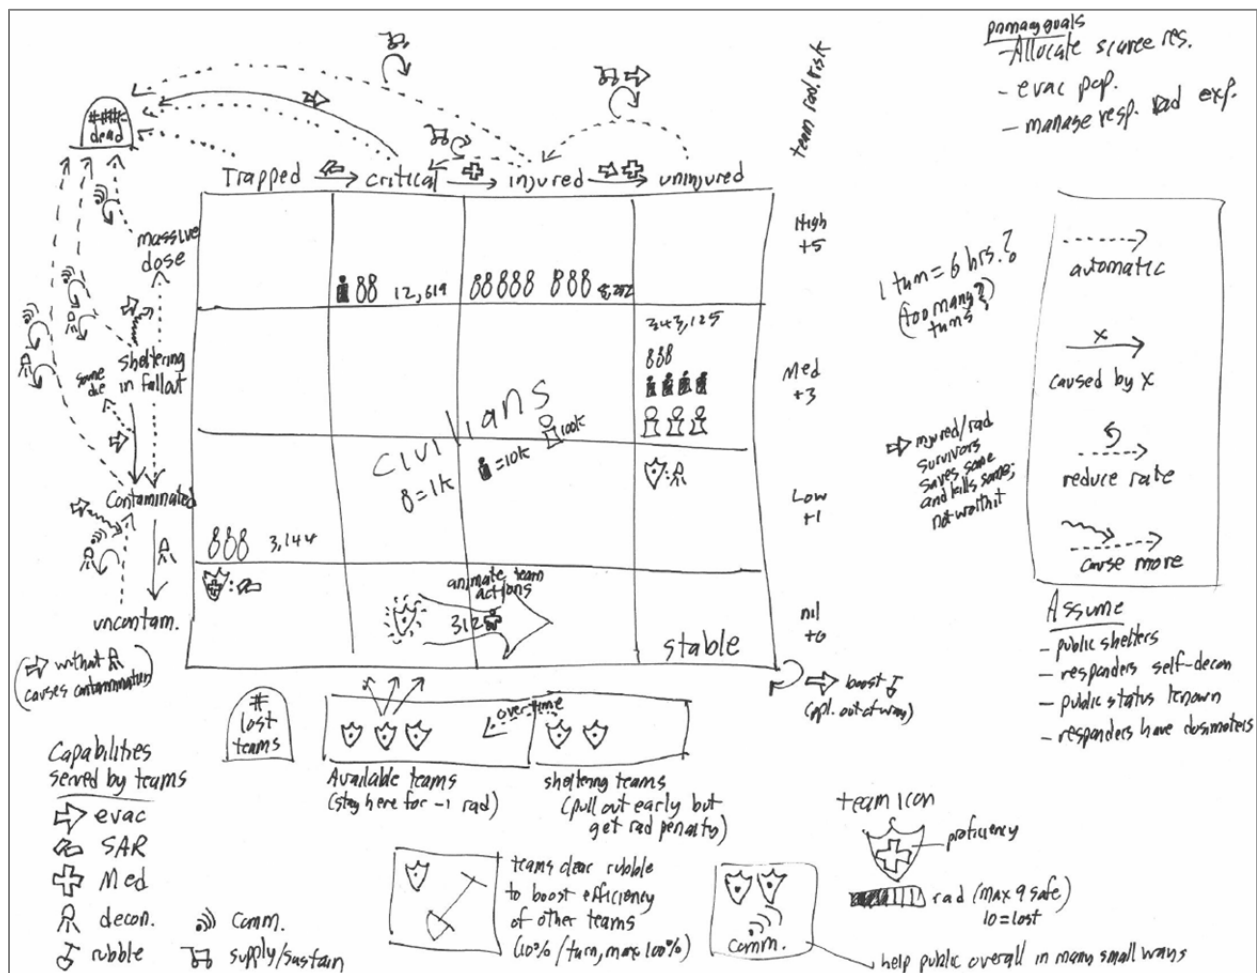 primary goals
- Allocate scarce res.
- evac pop.
- manage resp. rad exp.
team rad. risk
###
dead
Trapped
critical
injured
uninjured
massive
dose
sheltering
in fallout
some
die
Contaminated
uncontam.
(without
causes contamination)
12,619
343,125
civilians
8=1k
=10k
100k
3,144
animate team
actions
312
stable
High
+5
Med
+3
Low
+1
nil
+0
1 turn = 6 hrs.?
(too many?
turns)
injured/rad
survivors
saves some
and kills some;
not worth it
automatic
x
caused by x
reduce rate
cause more
Assume
- public shelters
- responders self-decon
- public status known
- responders have dosimeters
boost
(ppl. out of way)
#
lost
teams
over time
Available teams
(stay here for -1 rad)
sheltering teams
(pull out early but
get rad penalty)
Capabilities
served by teams
evac
SAR
Med
decon.
rubble
Comm.
supply/sustain
teams clear rubble
to boost efficiency
of other teams
(10%/turn, max 100%)
comm.
help public overall in many small ways
team icon
proficiency
rad (max 9 safe)
10=lost